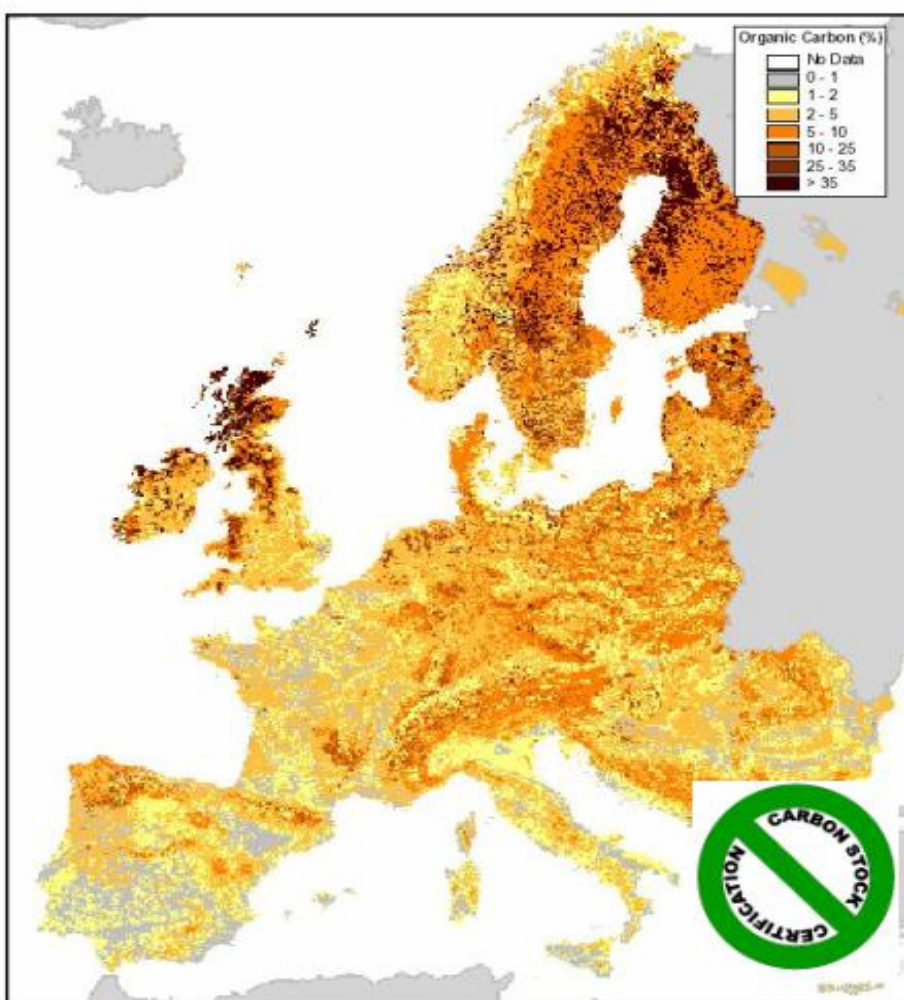 Organic Carbon (%)
No Data
0 - 1
1 - 2
2 - 5
5 - 10
10 - 25
25 - 35
> 35
CARBON STOCK
CERTIFICATION